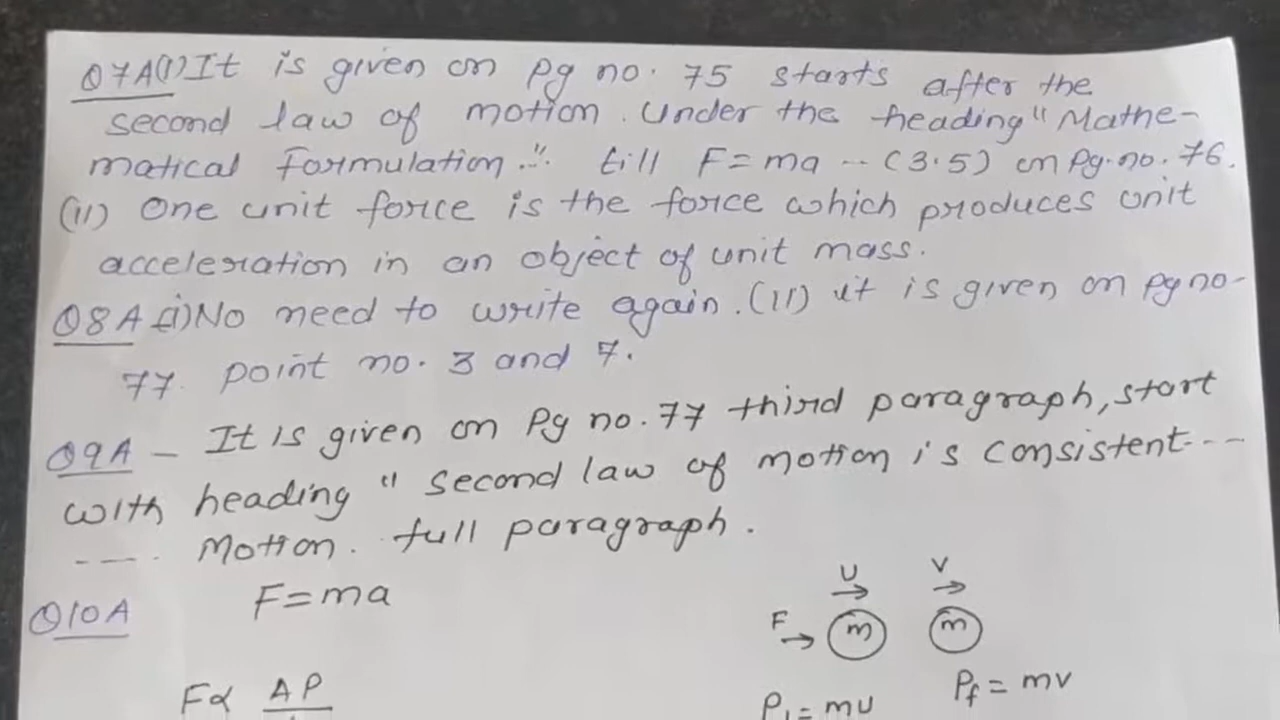 Q7A(i) It is given on pg no. 75 starts after the
second law of motion. Under the heading "Mathe-
matical formulation.". till F=ma -- (3.5) on Pg.no. 76.
(ii) One unit force is the force which produces unit
acceleration in an object of unit mass.
Q8A (i) No need to write again. (ii) it is given on pg no-
77. point no. 3 and 7.
Q9A - It is given on Pg no. 77 third paragraph, start
with heading " second law of motion is consistent----
---- Motion. full paragraph.
Q10A F=ma
U V
F m m
F∝ ΔP
Pi = mU Pf = mv